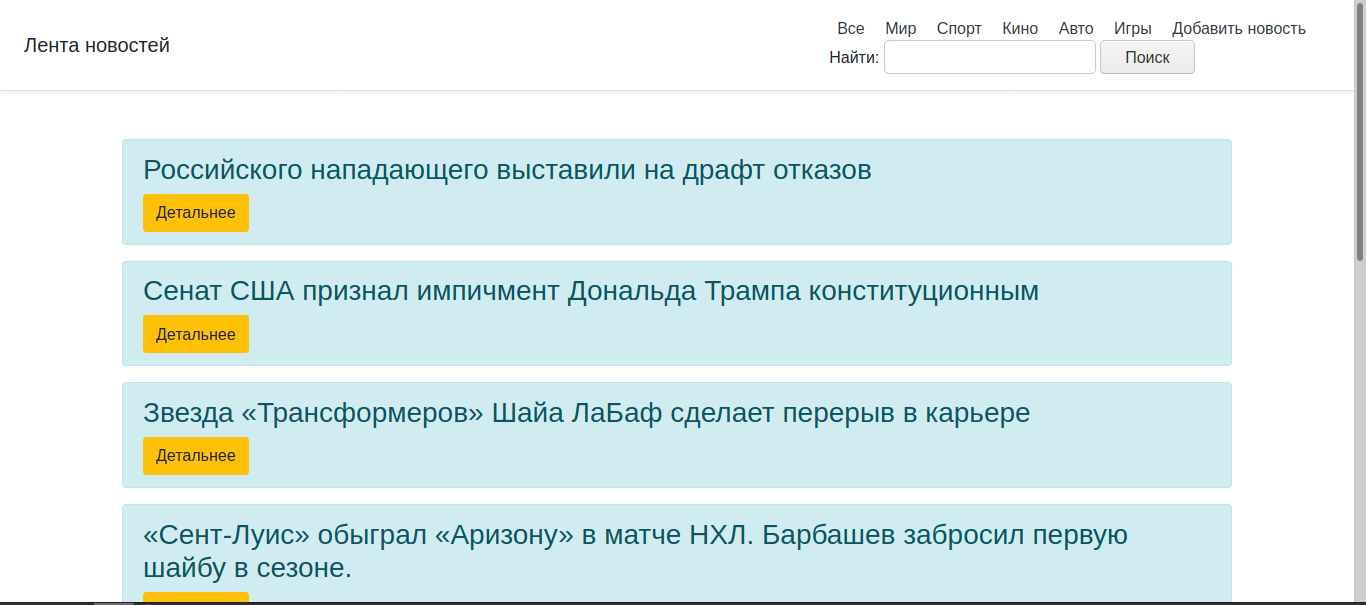 Лента новостей
Все Мир Спорт Кино Авто Игры Добавить новость
Найти: Поиск
Российского нападающего выставили на драфт отказов
Детальнее
Сенат США признал импичмент Дональда Трампа конституционным
Детальнее
Звезда «Трансформеров» Шайа ЛаБаф сделает перерыв в карьере
Детальнее
«Сент-Луис» обыграл «Аризону» в матче НХЛ. Барбашев забросил первую
шайбу в сезоне.